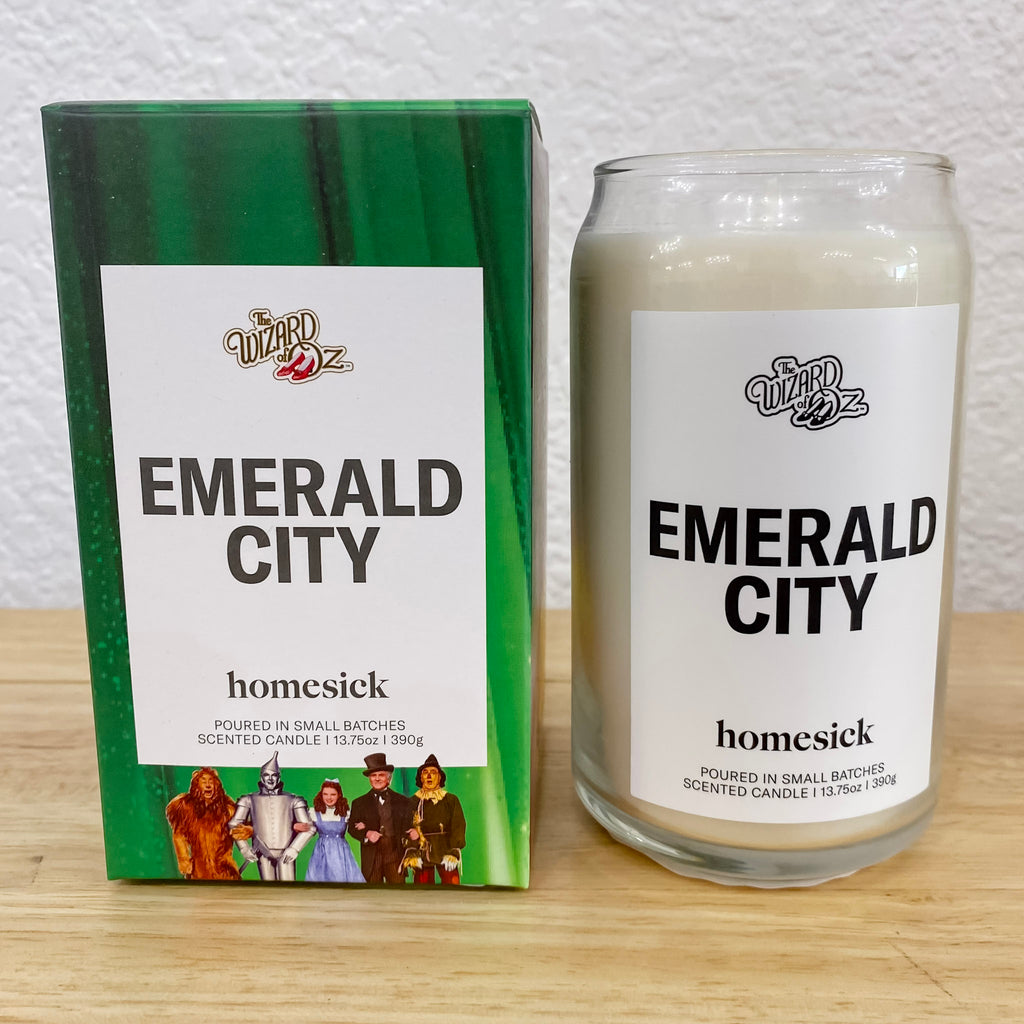 The
WIZARD
of OZ
EMERALD
CITY
homesick
POURED IN SMALL BATCHES
SCENTED CANDLE I 13.75oz I 390g
The
WIZARD
of OZ
EMERALD
CITY
homesick
POURED IN SMALL BATCHES
SCENTED CANDLE I 13.75oz I 390g